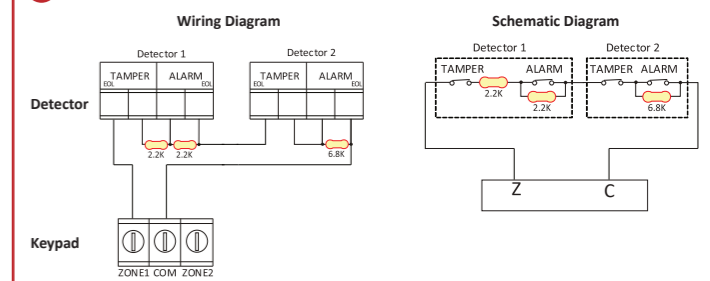 Wiring Diagram
Schematic Diagram
Detector 1
Detector 2
TAMPER ALARM
EOL EOL
TAMPER ALARM
EOL EOL
Detector
2.2K 2.2K
6.8K
Keypad
ZONE1 COM ZONE2
Detector 1
Detector 2
TAMPER ALARM
TAMPER ALARM
2.2K
2.2K
6.8K
Z C